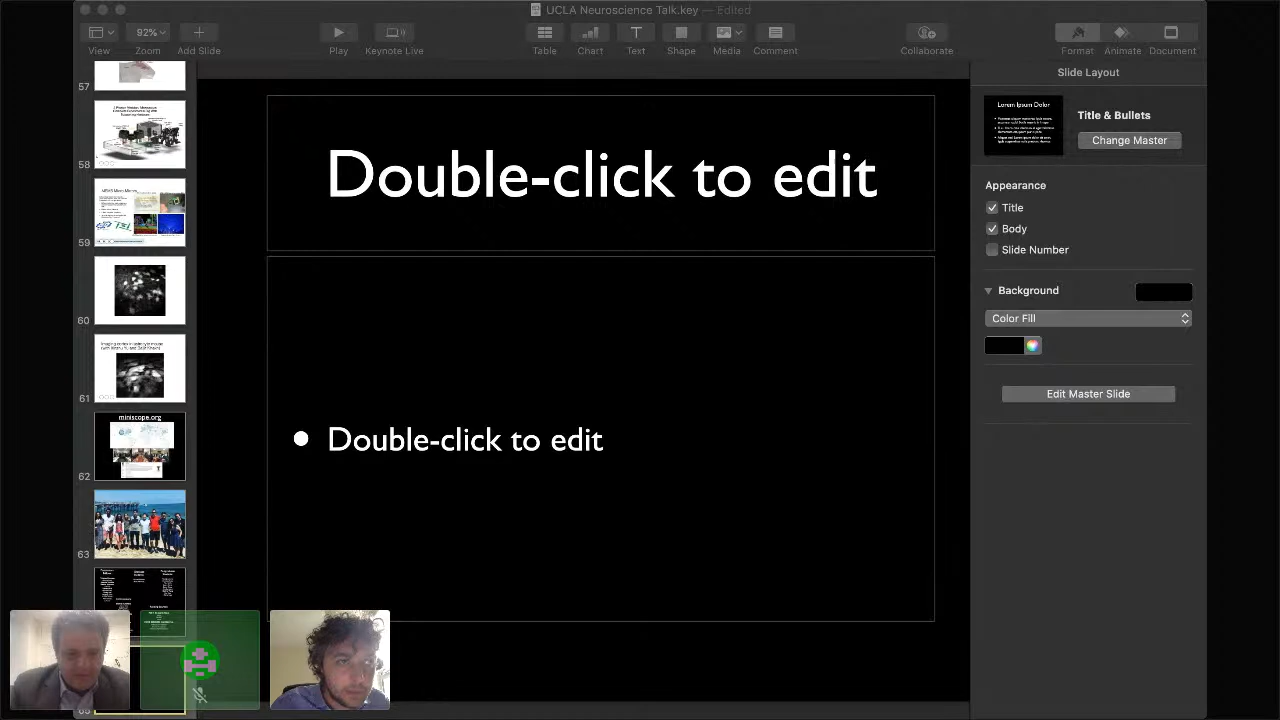 UCLA Neuroscience Talk.key — Edited
View
92%
Zoom
Add Slide
Play
Keynote Live
Table
Chart
Text
Shape
Media
Comment
Collaborate
Format
Animate
Document
57
58
59
60
61
62
miniscope.org
63
Double-click to edit
Double-click to edit
Slide Layout
Lorem Ipsum Dolor
Title & Bullets
Change Master
Appearance
Title
Body
Slide Number
Background
Color Fill
Edit Master Slide